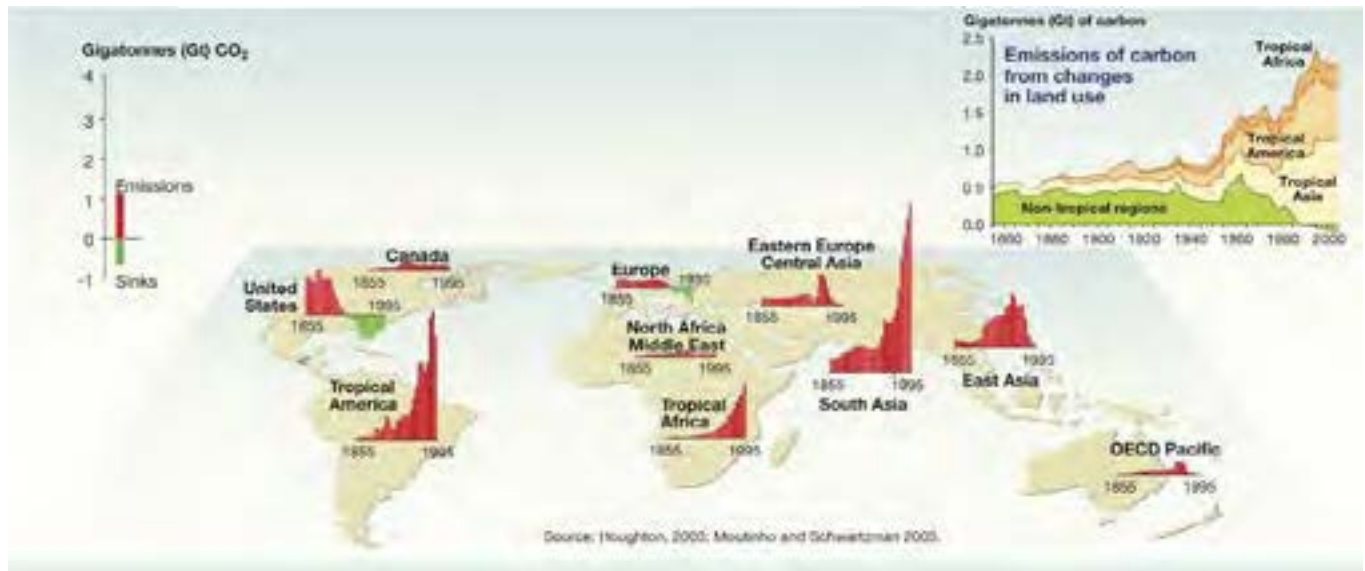 Gigatonnes (Gt) CO₂
4
3
2
1
0
-1
Emissions
Sinks
Gigatonnes (Gt) of carbon
2.5
2.0
1.5
1.0
0.5
0.0
Emissions of carbon
from changes
in land use
Tropical
Africa
Tropical
America
Tropical
Asia
Non-tropical regions
1860 1880 1900 1920 1940 1960 1980 2000
Canada
1855 1995
United
States
1855 1995
Europe
1855 1995
Eastern Europe
Central Asia
1855 1995
North Africa
Middle East
1855 1995
Tropical
America
1855 1995
Tropical
Africa
1855 1995
1855 1995
South Asia
1855 1995
East Asia
OECD Pacific
1855 1995
Source: Houghton, 2003; Moutinho and Schwartzman 2005.